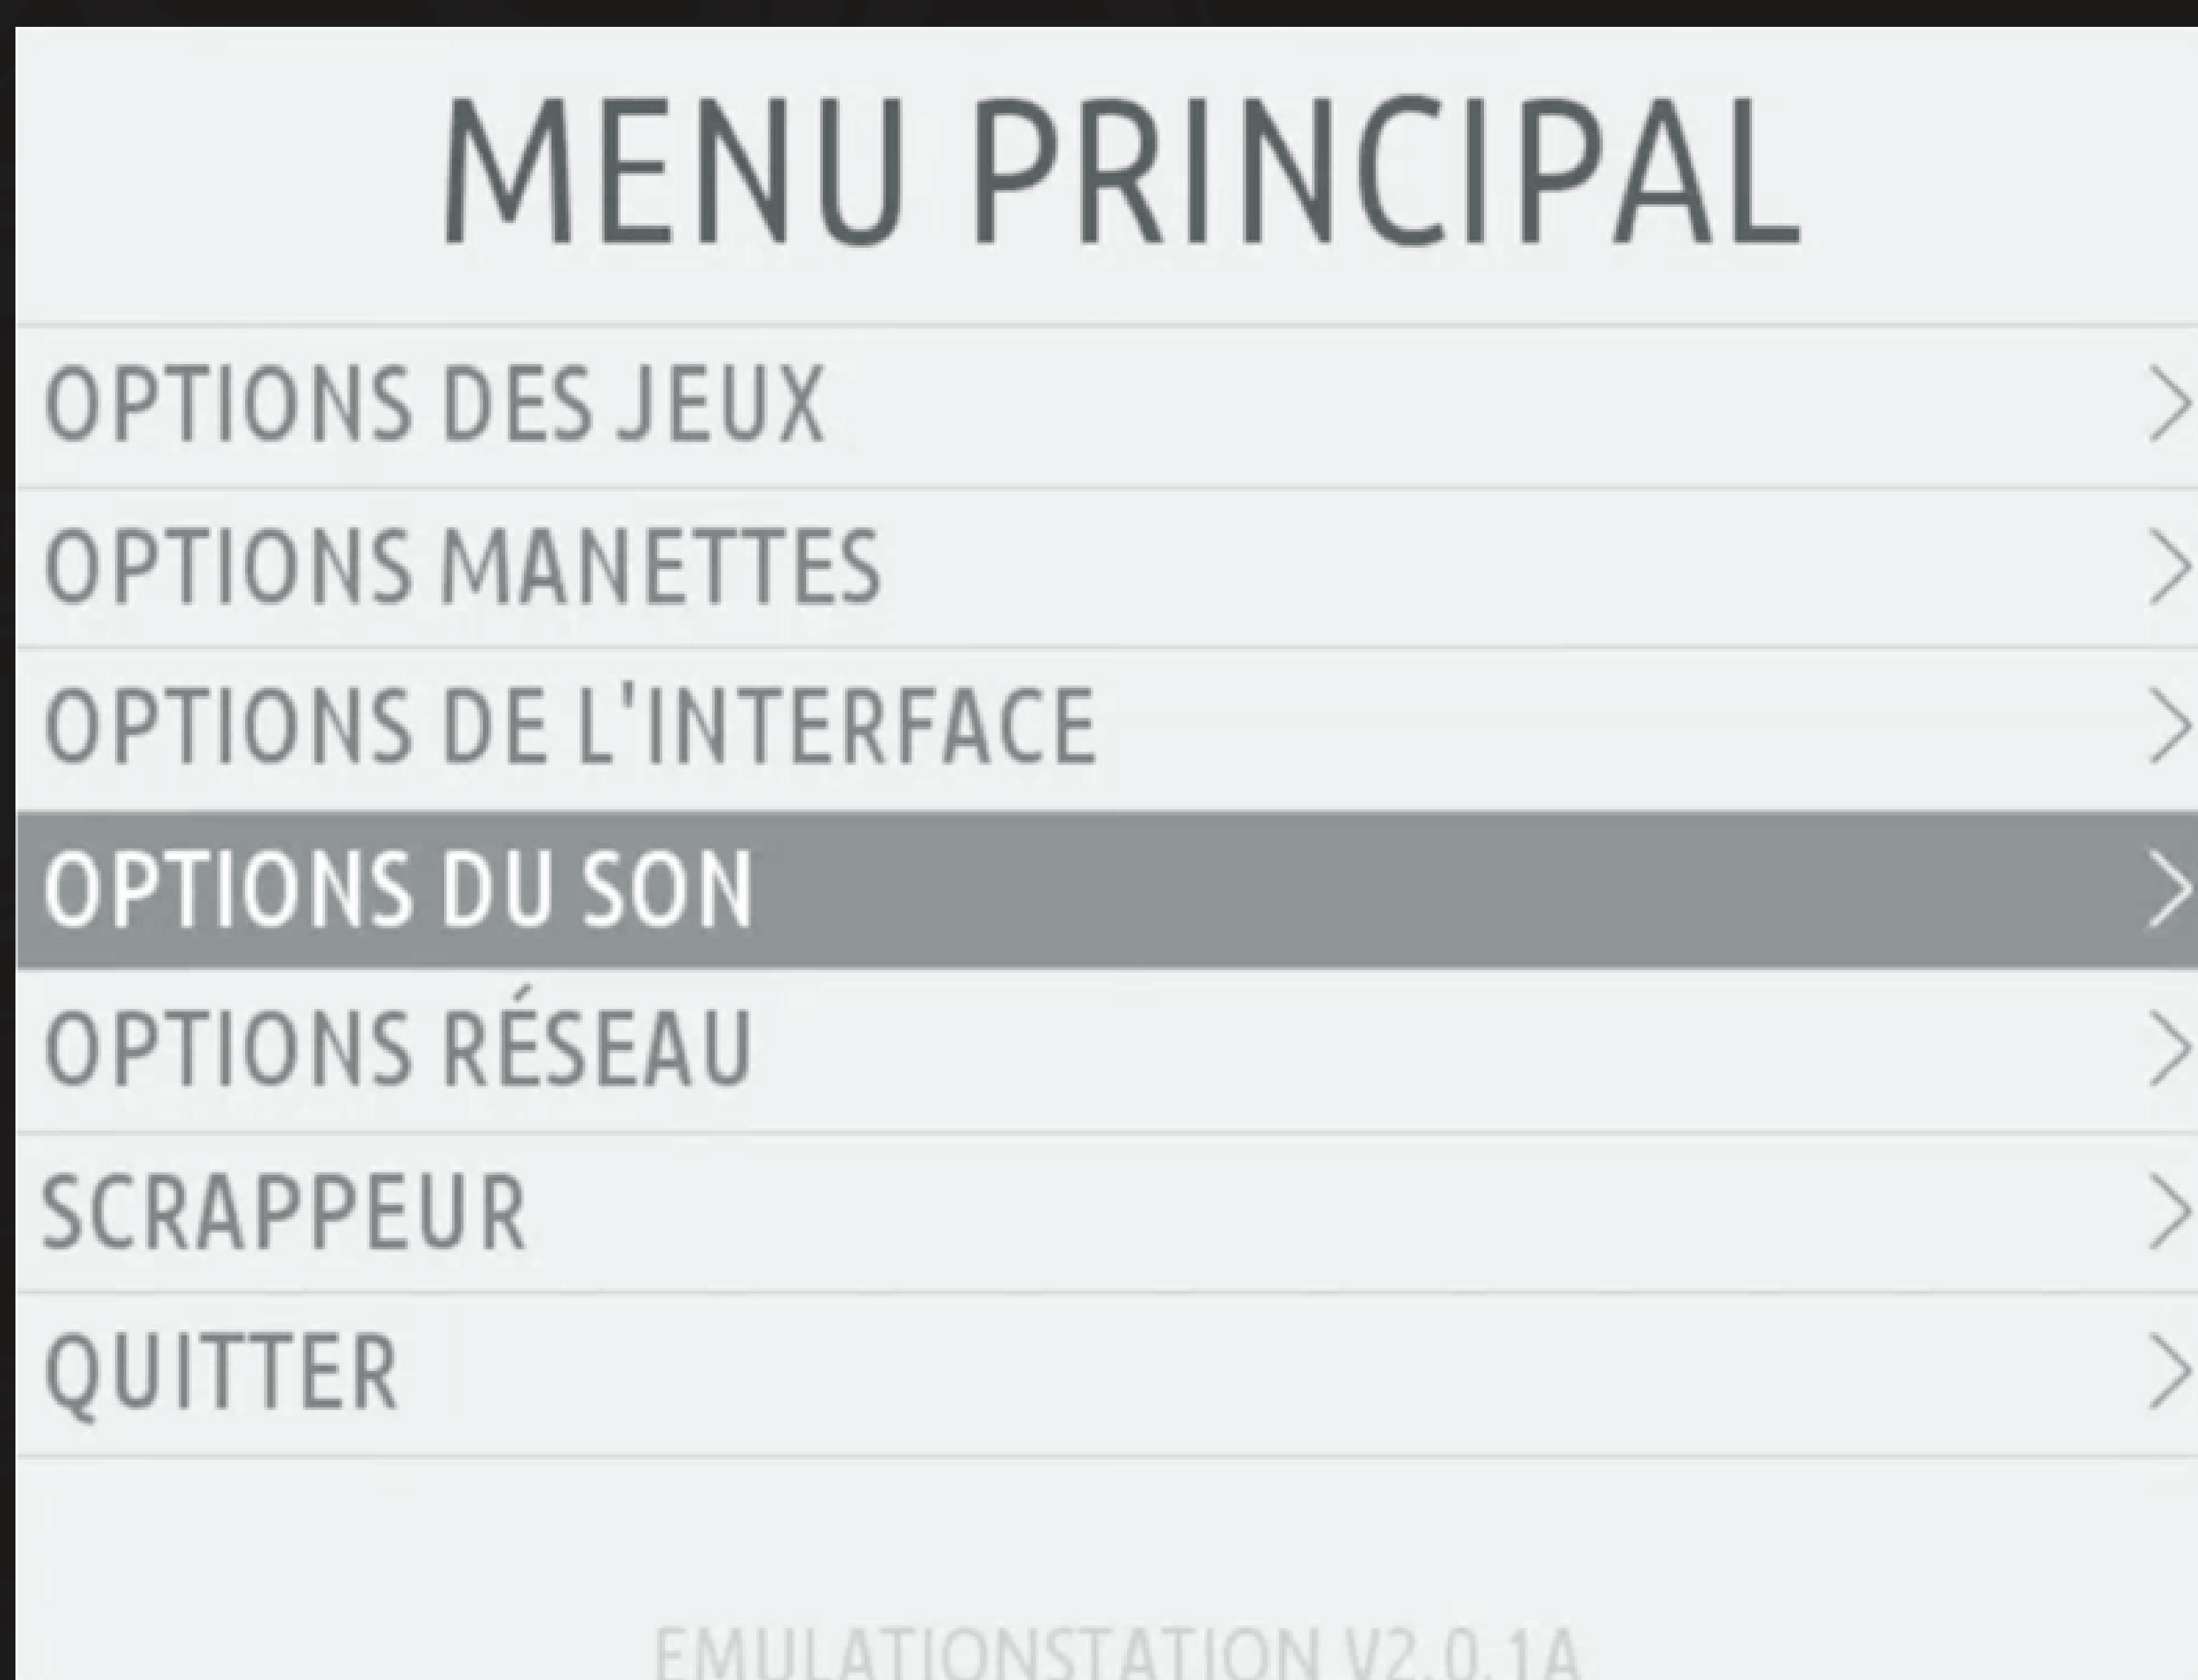 MENU PRINCIPAL
OPTIONS DES JEUX
OPTIONS MANETTES
OPTIONS DE L'INTERFACE
OPTIONS DU SON
OPTIONS RÉSEAU
SCRAPPEUR
QUITTER
EMULATIONSTATION V2.0.1A